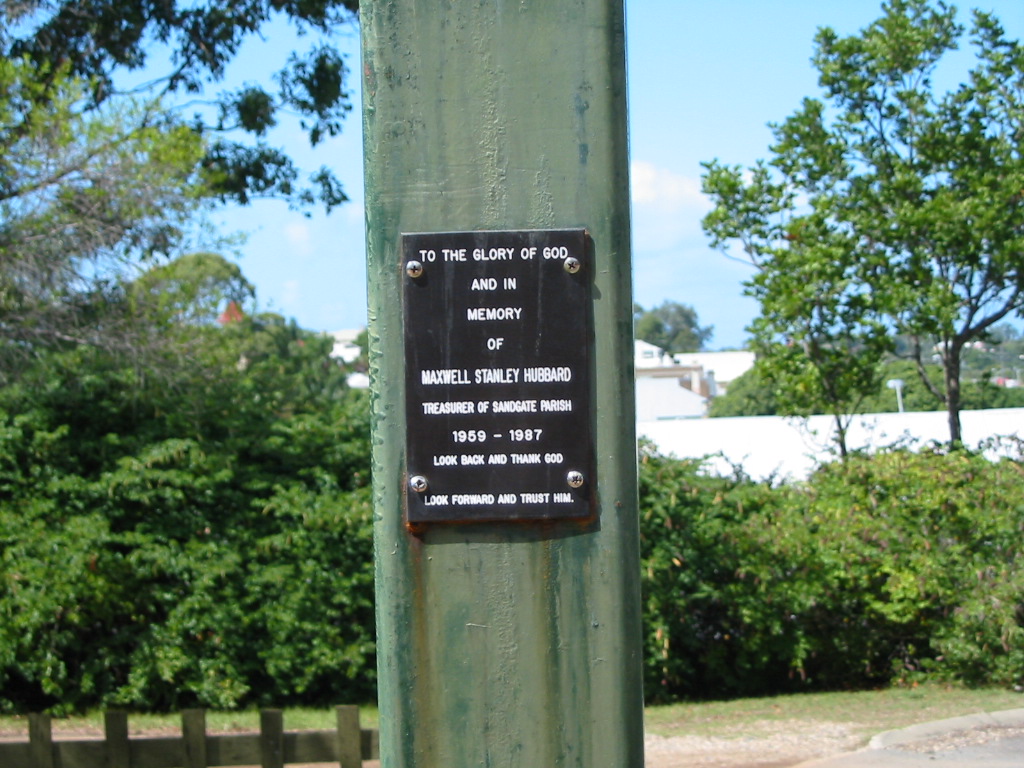 TO THE GLORY OF GOD
AND IN
MEMORY
OF
MAXWELL STANLEY HUBBARD
TREASURER OF SANDGATE PARISH
1959 - 1987
LOOK BACK AND THANK GOD
LOOK FORWARD AND TRUST HIM.